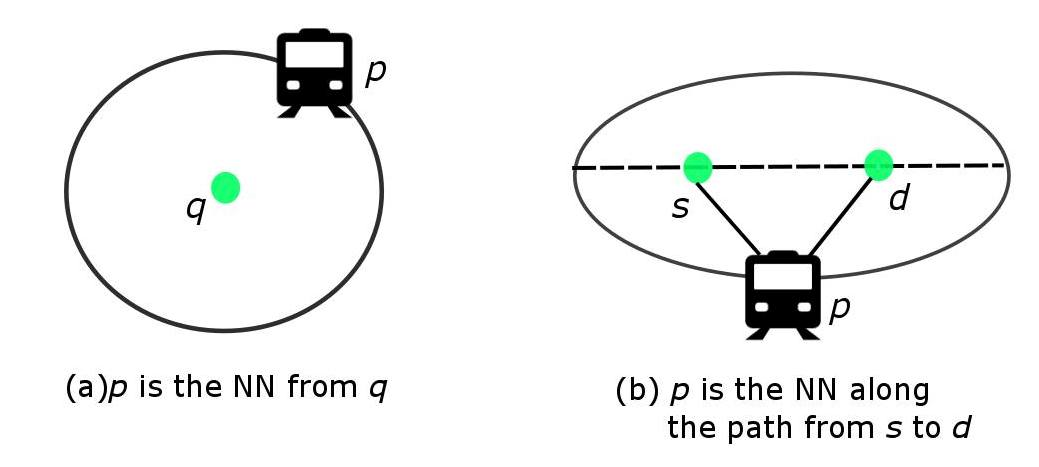 p
q
(a)p is the NN from q
s
d
p
(b) p is the NN along
the path from s to d